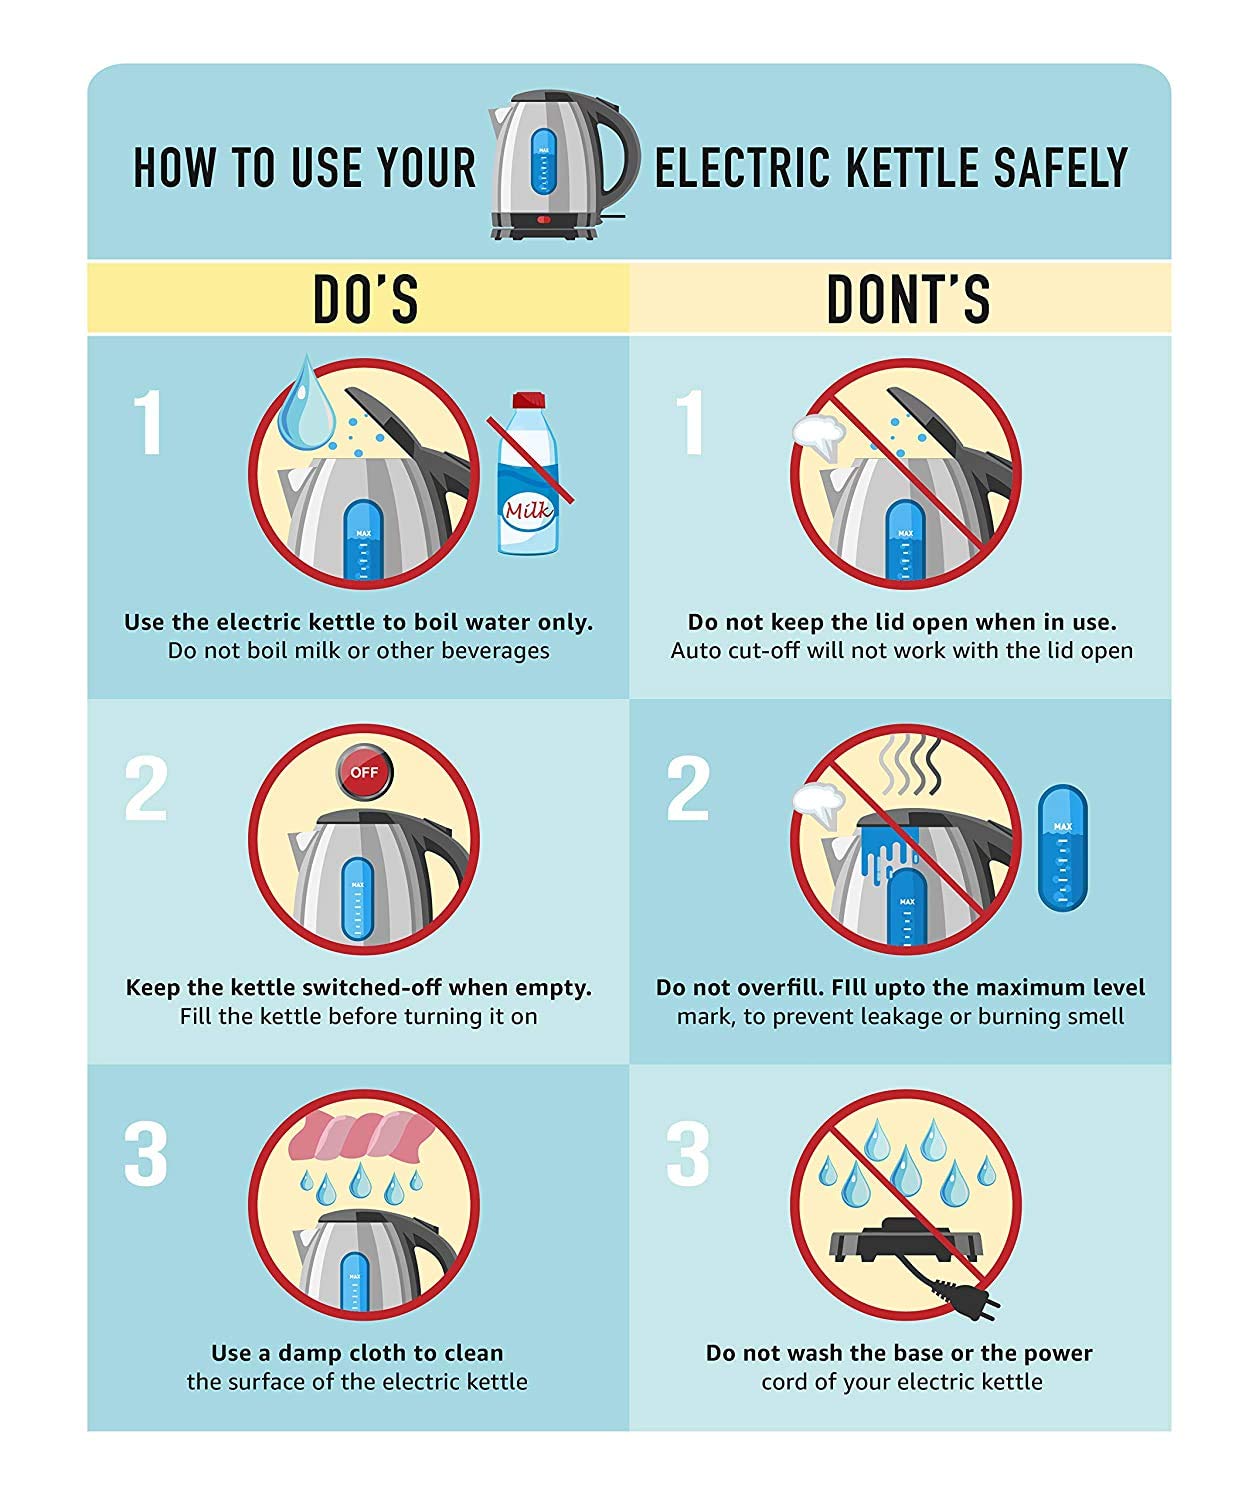 HOW TO USE YOUR ELECTRIC KETTLE SAFELY
DO'S
DONT'S
MAX
1
Milk
MAX
Use the electric kettle to boil water only.
Do not boil milk or other beverages
1
MAX
Do not keep the lid open when in use.
Auto cut-off will not work with the lid open
2
OFF
MAX
Keep the kettle switched-off when empty.
Fill the kettle before turning it on
2
MAX
MAX
Do not overfill. FIll upto the maximum level
mark, to prevent leakage or burning smell
3
MAX
Use a damp cloth to clean
the surface of the electric kettle
3
Do not wash the base or the power
cord of your electric kettle